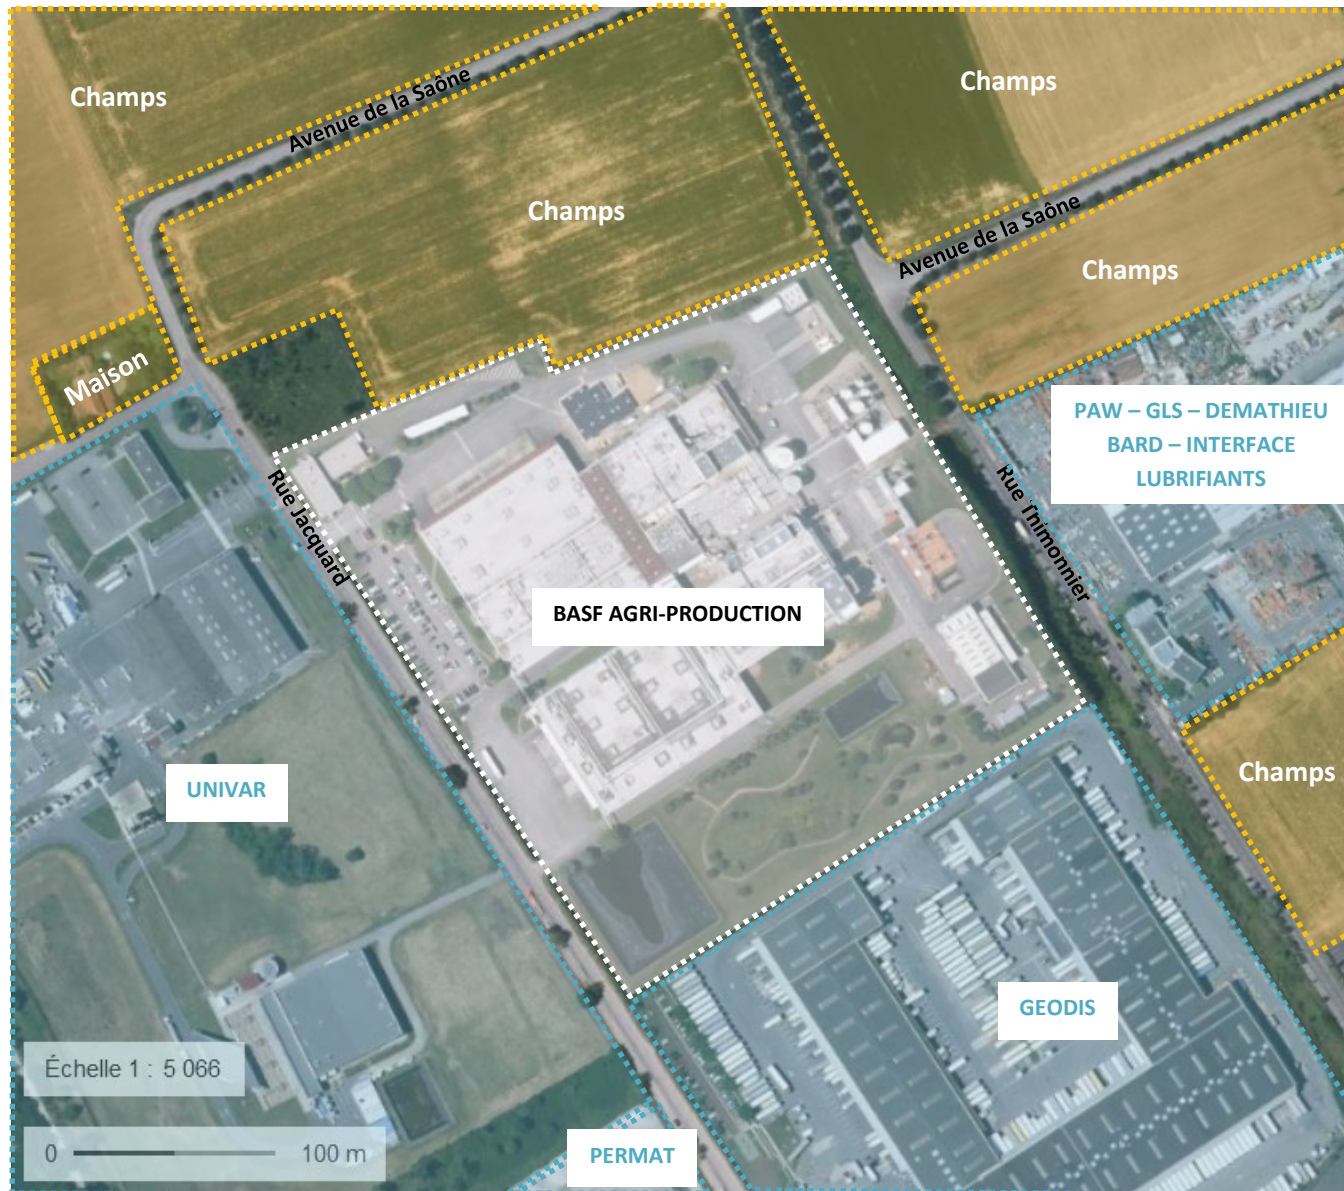 Champs
Avenue de la Saône
Champs
Champs
Avenue de la Saône
Champs
Maison
PAW – GLS – DEMATHIEU
BARD – INTERFACE
LUBRIFIANTS
Rue Jacquard
Rue Thimonnier
BASF AGRI-PRODUCTION
UNIVAR
Champs
GEODIS
Échelle 1 : 5 066
0 100 m
PERMAT